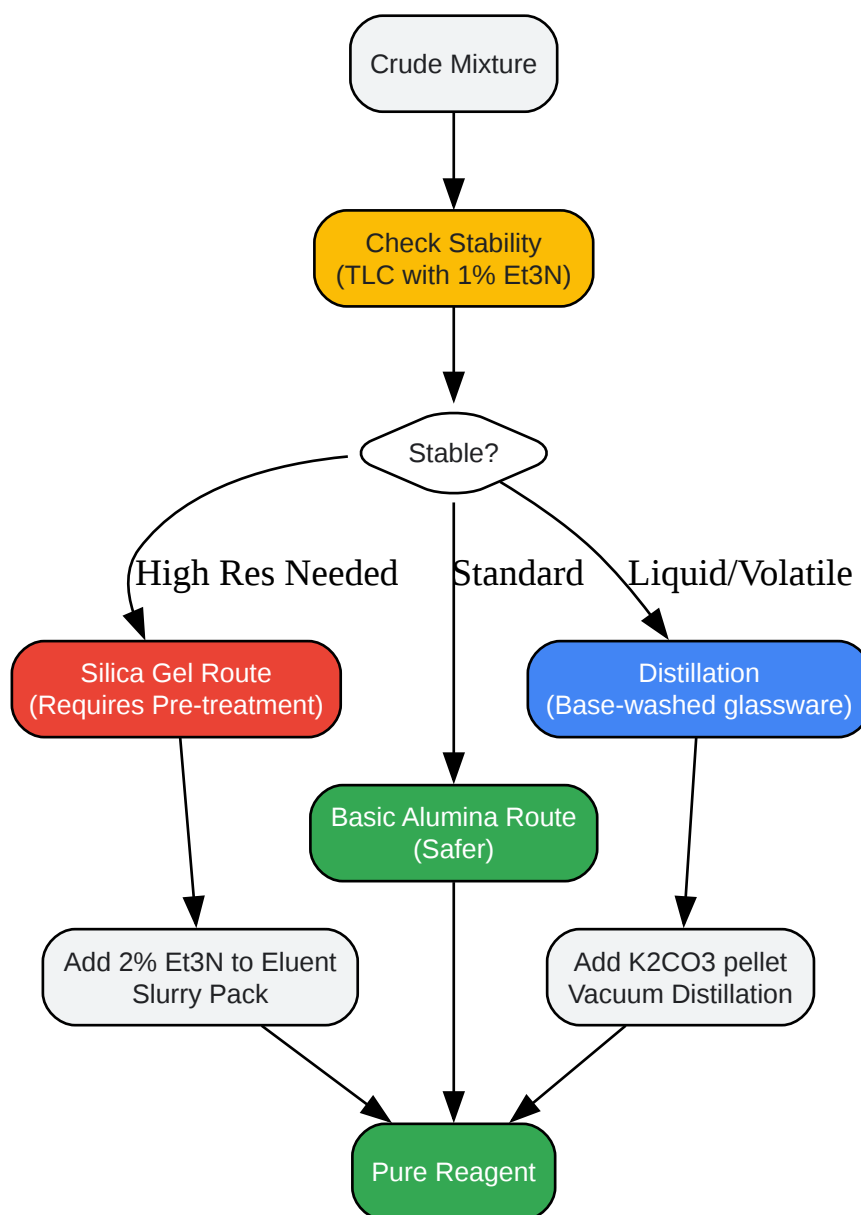 Crude Mixture
Check Stability
(TLC with 1% Et3N)
Stable?
High Res Needed
Standard
Liquid/Volatile
Silica Gel Route
(Requires Pre-treatment)
Distillation
(Base-washed glassware)
Basic Alumina Route
(Safer)
Add 2% Et3N to Eluent
Slurry Pack
Add K2CO3 pellet
Vacuum Distillation
Pure Reagent